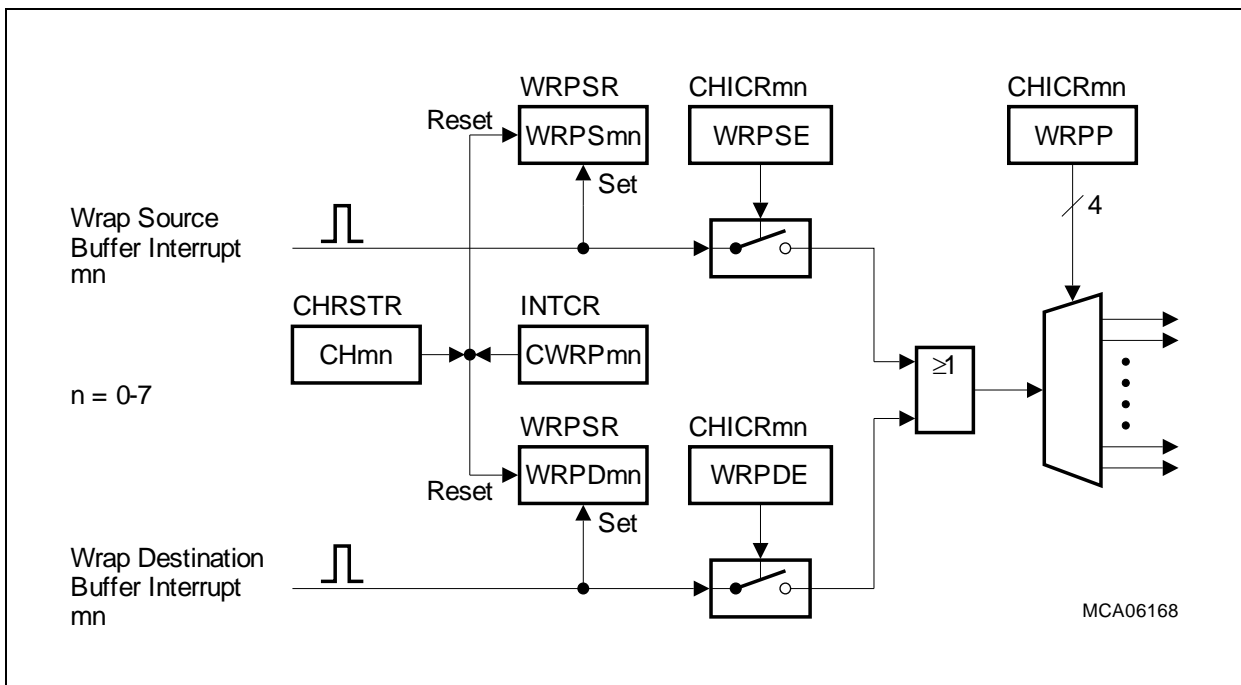 WRPSR
CHICRmn
CHICRmn
Reset
WRPSmn
WRPSE
WRPP
Set
4
Wrap Source
Buffer Interrupt
mn
CHRSTR
INTCR
CHmn
CWRPmn
≥1
n = 0-7
WRPSR
CHICRmn
WRPDmn
WRPDE
Reset
Set
Wrap Destination
Buffer Interrupt
mn
MCA06168